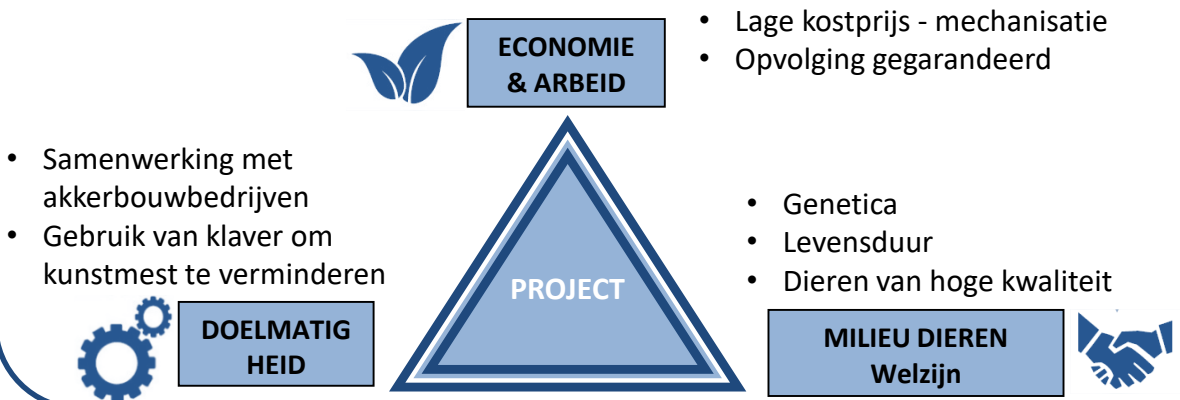 ECONOMIE
& ARBEID
• Lage kostprijs - mechanisatie
• Opvolging gegarandeerd
• Samenwerking met
akkerbouwbedrijven
• Gebruik van klaver om
kunstmest te verminderen
DOELMATIG
HEID
PROJECT
• Genetica
• Levensduur
• Dieren van hoge kwaliteit
MILIEU DIEREN
Welzijn